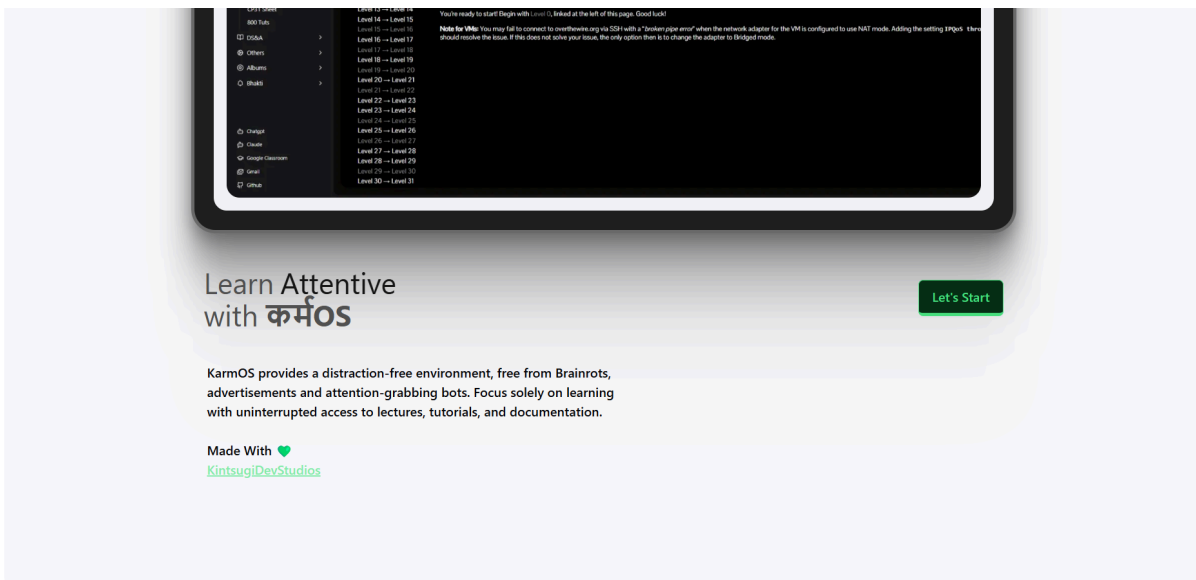 CP31 Sheet
800 Tuts
DS&A
Others
Albums
Bhakti
Chatgpt
Claude
Google Classroom
Gmail
Github
Level 13 → Level 14
Level 14 → Level 15
Level 15 → Level 16
Level 16 → Level 17
Level 17 → Level 18
Level 18 → Level 19
Level 19 → Level 20
Level 20 → Level 21
Level 21 → Level 22
Level 22 → Level 23
Level 23 → Level 24
Level 24 → Level 25
Level 25 → Level 26
Level 26 → Level 27
Level 27 → Level 28
Level 28 → Level 29
Level 29 → Level 30
Level 30 → Level 31
You're ready to start! Begin with Level 0, linked at the left of this page. Good luck!
Note for VMs: You may fail to connect to overthewire.org via SSH with a "broken pipe error" when the network adapter for the VM is configured to use NAT mode. Adding the setting IPQoS thro
should resolve the issue. If this does not solve your issue, the only option then is to change the adapter to Bridged mode.
Learn Attentive
with कर्मOS
Let's Start
KarmOS provides a distraction-free environment, free from Brainrots,
advertisements and attention-grabbing bots. Focus solely on learning
with uninterrupted access to lectures, tutorials, and documentation.
Made With 💚
KintsugiDevStudios